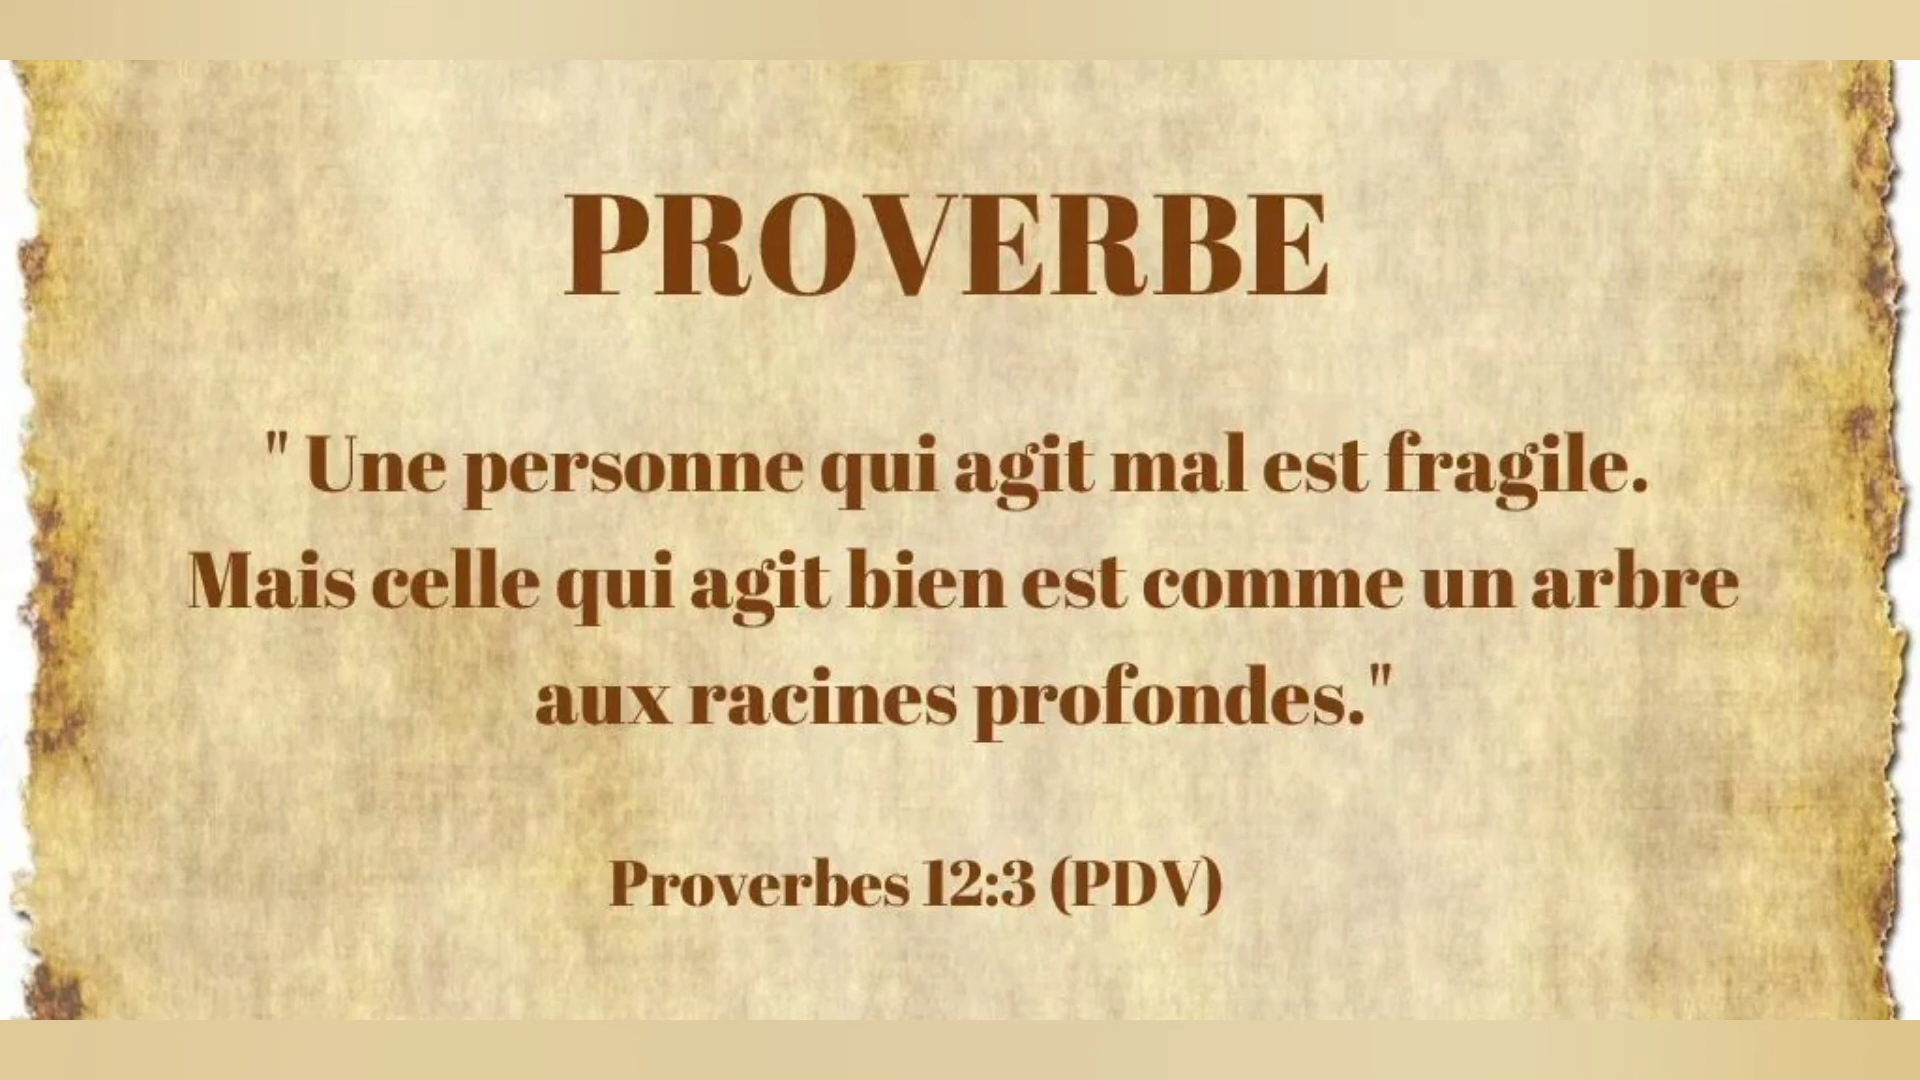 PROVERBE
" Une personne qui agit mal est fragile.
Mais celle qui agit bien est comme un arbre
aux racines profondes."
Proverbes 12:3 (PDV)